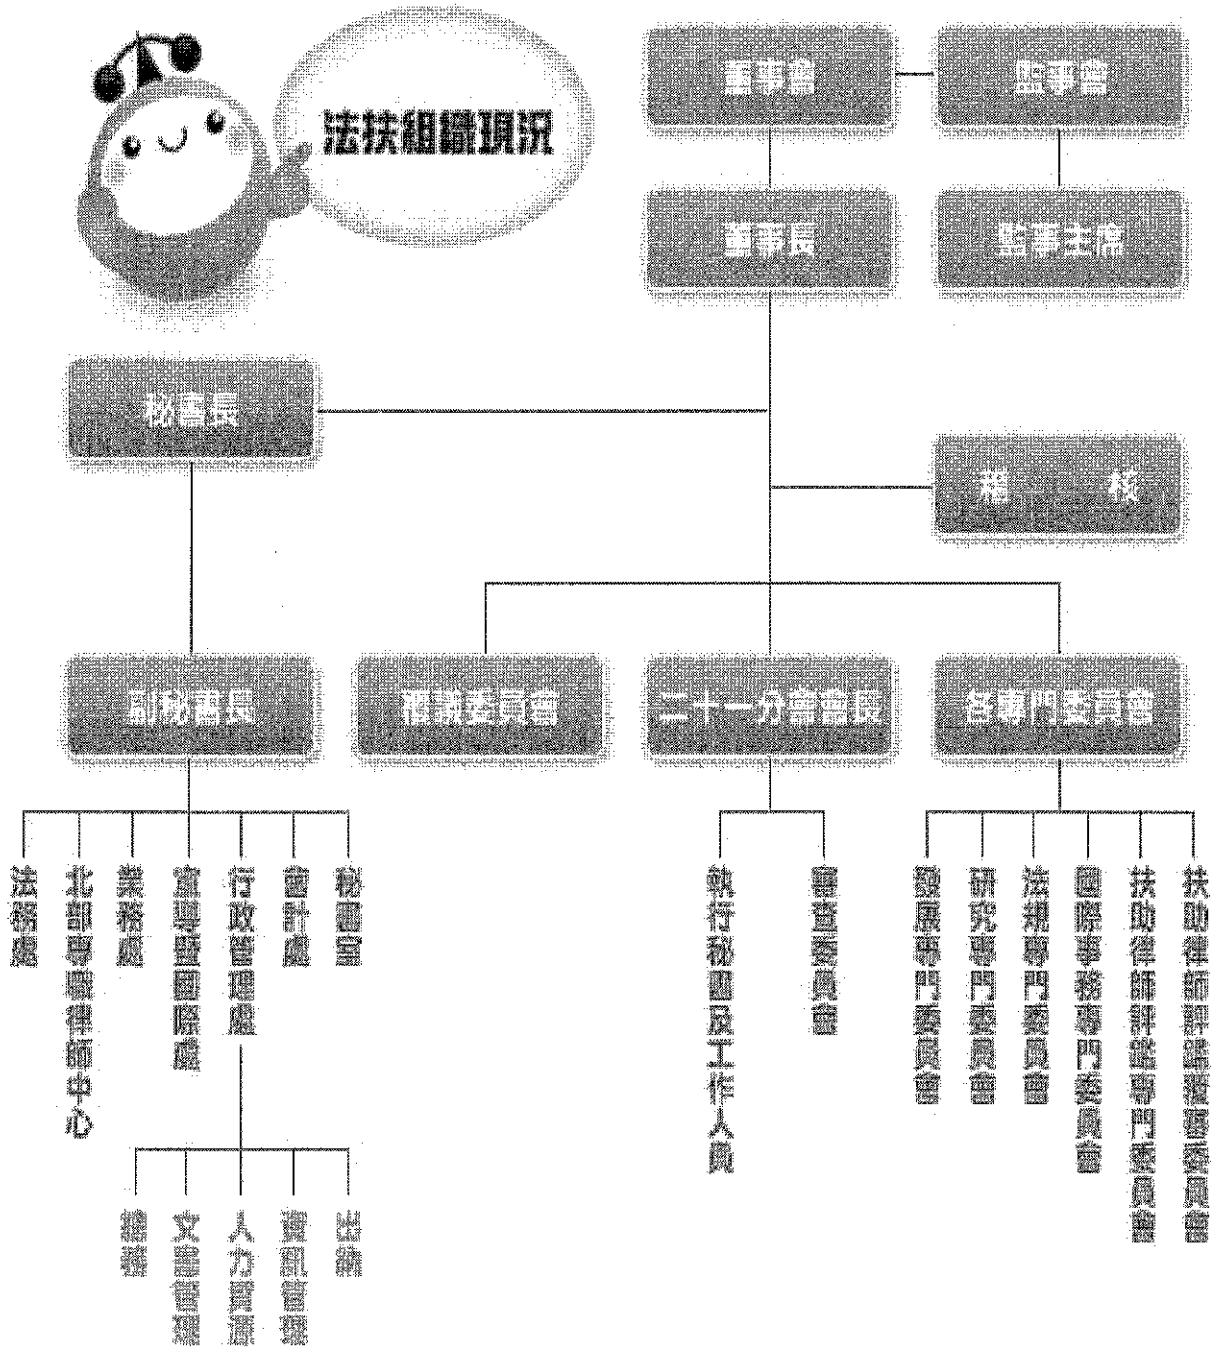 法扶組織現況
董事會
監事會
董事長
監事主席
秘書長
稽 核
副秘書長
覆議委員會
二十一分會會長
各專門委員會
法務處
北部專職律師中心
業務處
宣導暨國際處
行政管理處
會計處
秘書室
執行秘書及工作人員
審查委員會
發展專門委員會
研究專門委員會
法規專門委員會
國際事務專門委員會
扶助律師評鑑專門委員會
扶助律師評鑑覆審委員會
總務
文書管理
人力資源
資訊管理
出納